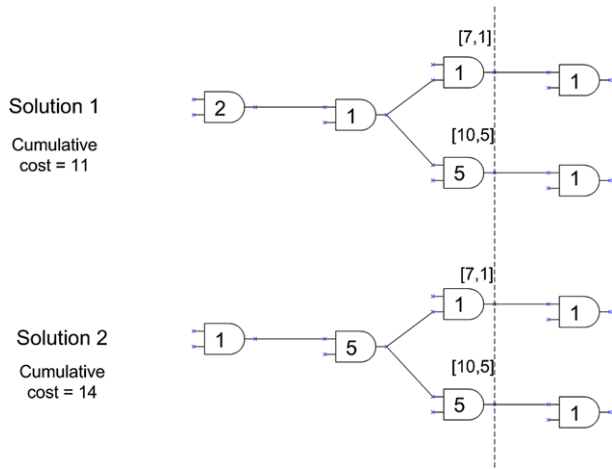 [7,1]
1
1
2
Solution 1
1
Cumulative
cost = 11
[10,5]
5
1
[7,1]
1
1
Solution 2
1
5
Cumulative
cost = 14
[10,5]
5
1